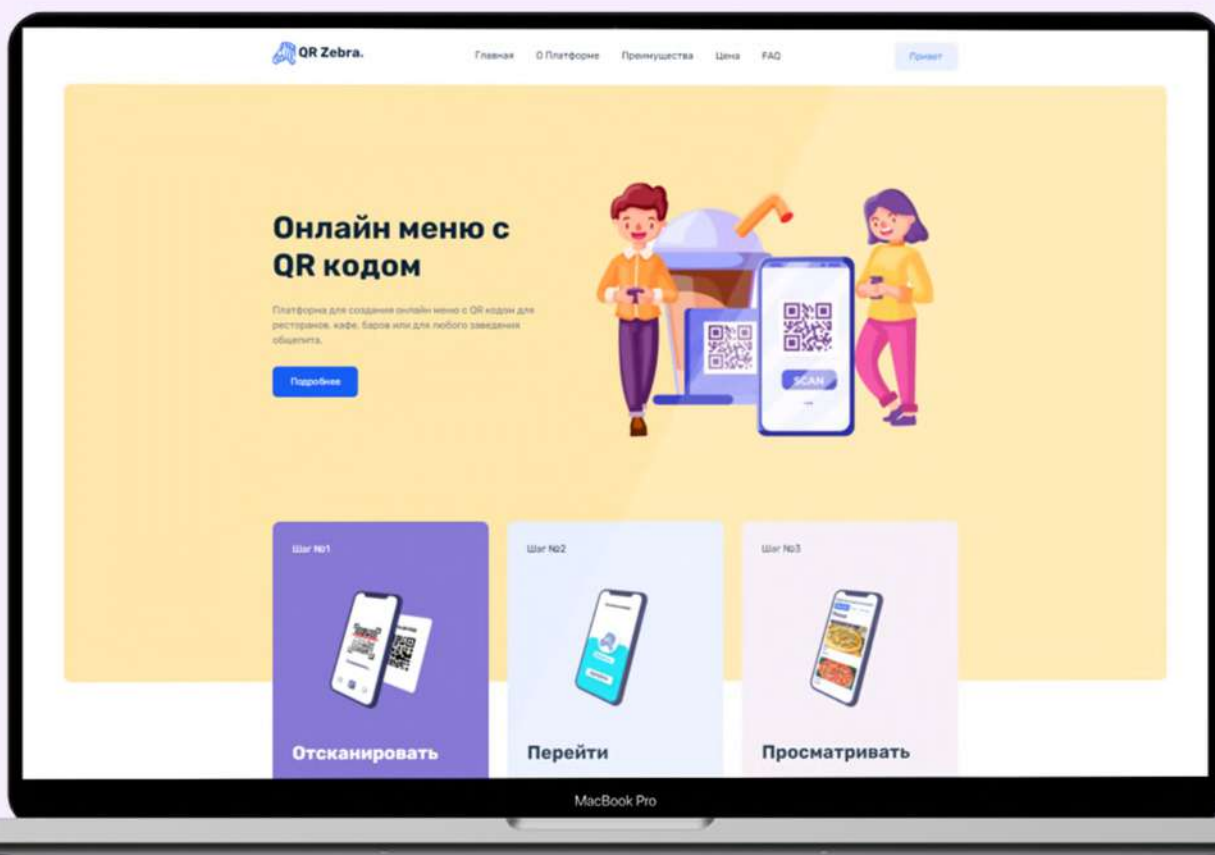 QR Zebra.
Главная О Платформе Преимущества Цена FAQ
Привет
Онлайн меню с
QR кодом
Платформа для создания онлайн меню с QR кодом для
ресторанов, кафе, баров или для любого заведения
общепита.
Подробнее
SCAN
Шаг №1
Шаг №2
Шаг №3
Отсканировать
Перейти
Просматривать
MacBook Pro